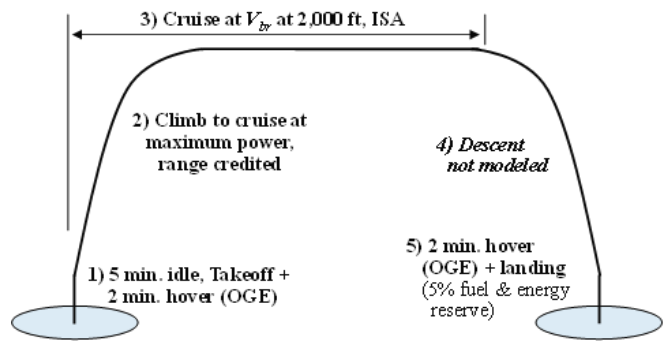 3) Cruise at Vbr at 2,000 ft, ISA
2) Climb to cruise at
maximum power,
range credited
4) Descent
not modeled
1) 5 min. idle, Takeoff +
2 min. hover (OGE)
5) 2 min. hover
(OGE) + landing
(5% fuel & energy
reserve)